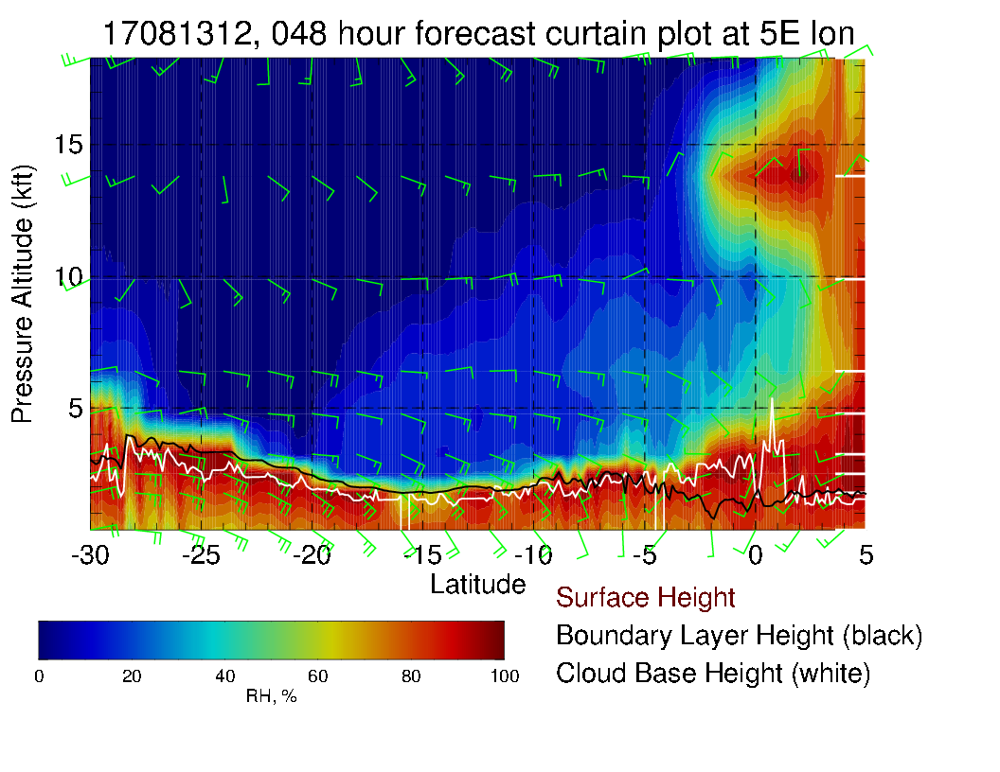 17081312, 048 hour forecast curtain plot at 5E lon
Pressure Altitude (kft)
15
10
5
-30 -25 -20 -15 -10 -5 0 5
Latitude
Surface Height
Boundary Layer Height (black)
Cloud Base Height (white)
0 20 40 60 80 100
RH, %